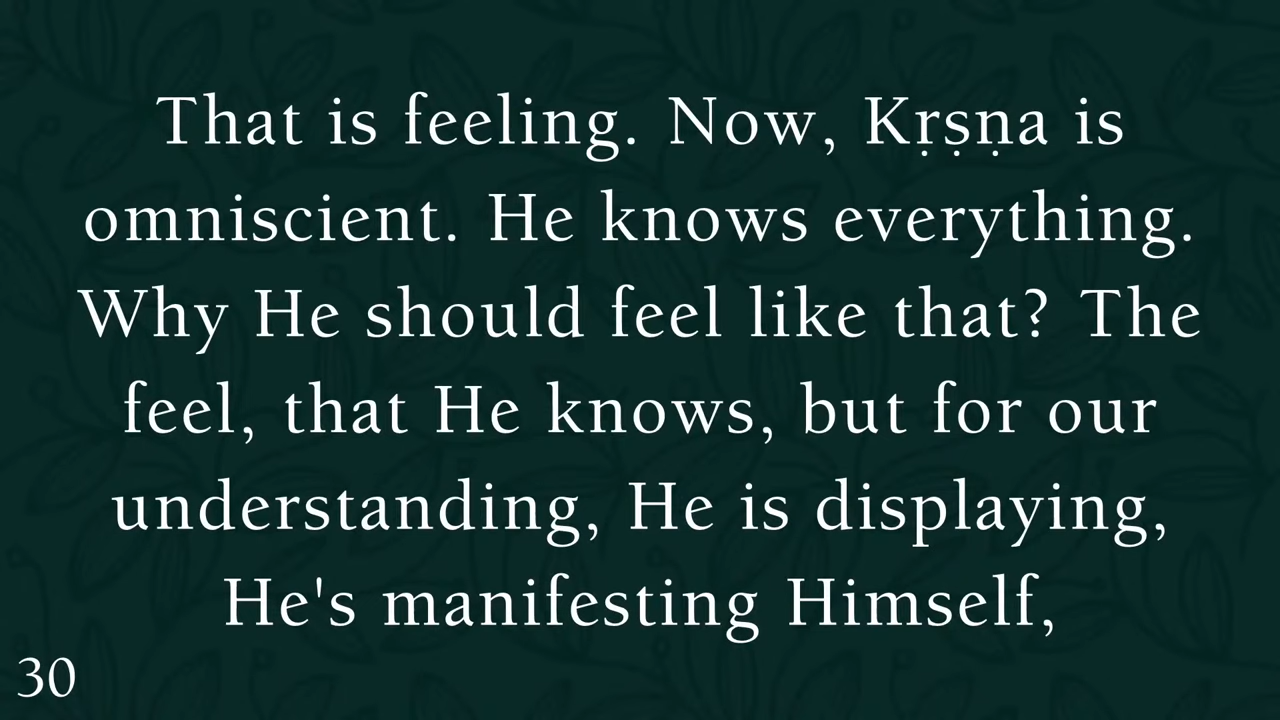 That is feeling. Now, Kṛṣṇa is
omniscient. He knows everything.
Why He should feel like that? The
feel, that He knows, but for our
understanding, He is displaying,
He's manifesting Himself,
30